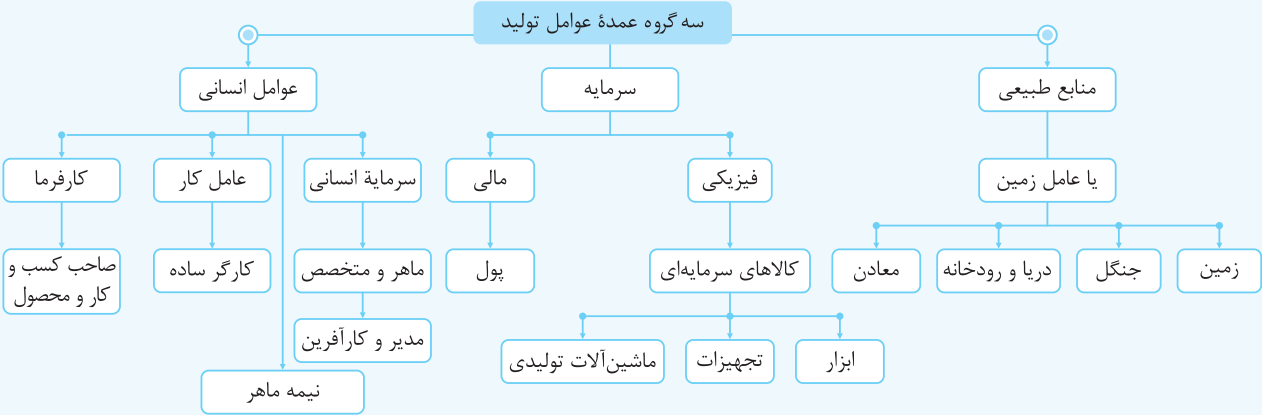 سه گروه عمدهٔ عوامل تولید
منابع طبیعی
سرمایه
عوامل انسانی
یا عامل زمین
فیزیکی
مالی
سرمایهٔ انسانی
عامل کار
کارفرما
زمین
جنگل
دریا و رودخانه
معادن
کالاهای سرمایه‌ای
پول
ماهر و متخصص
کارگر ساده
صاحب کسب و
کار و محصول
مدیر و کارآفرین
ابزار
تجهیزات
ماشین‌آلات تولیدی
نیمه ماهر